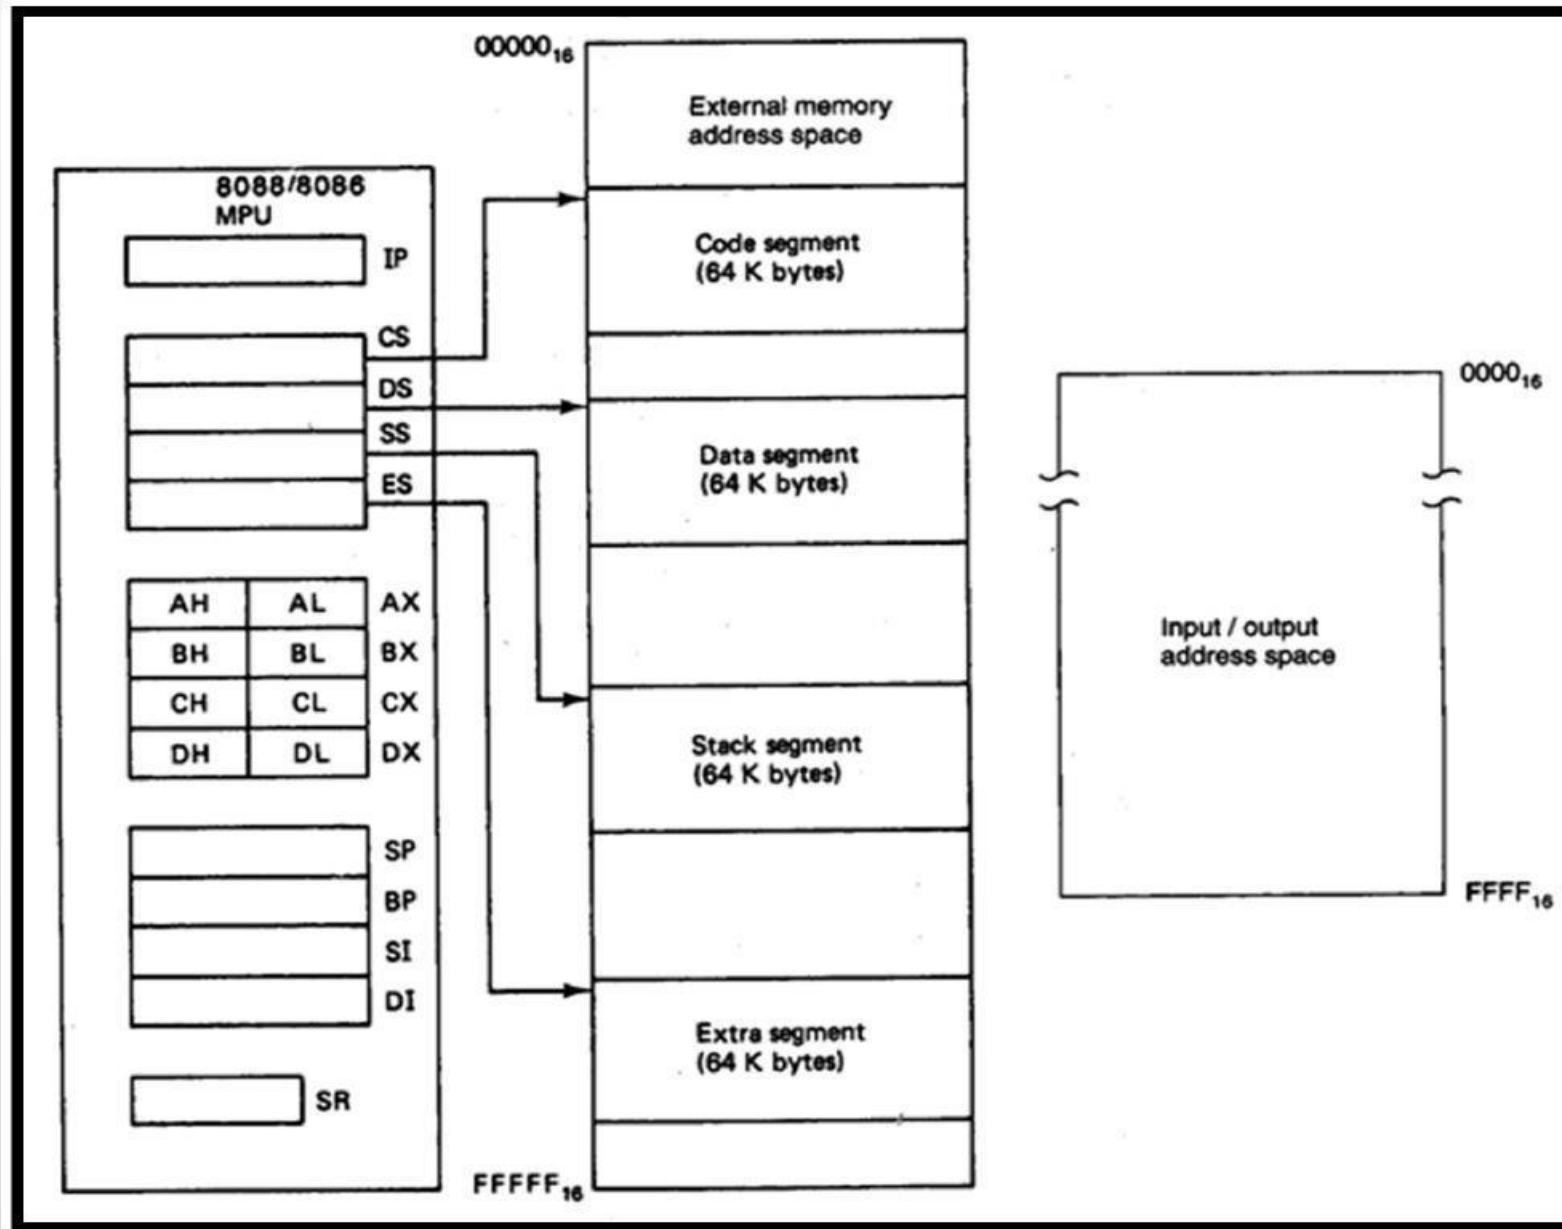 8088/8086
MPU
IP
CS
DS
SS
ES
AH AL AX
BH BL BX
CH CL CX
DH DL DX
SP
BP
SI
DI
SR
00000₁₆
External memory
address space
Code segment
(64 K bytes)
Data segment
(64 K bytes)
Stack segment
(64 K bytes)
Extra segment
(64 K bytes)
FFFFF₁₆
0000₁₆
Input / output
address space
FFFF₁₆